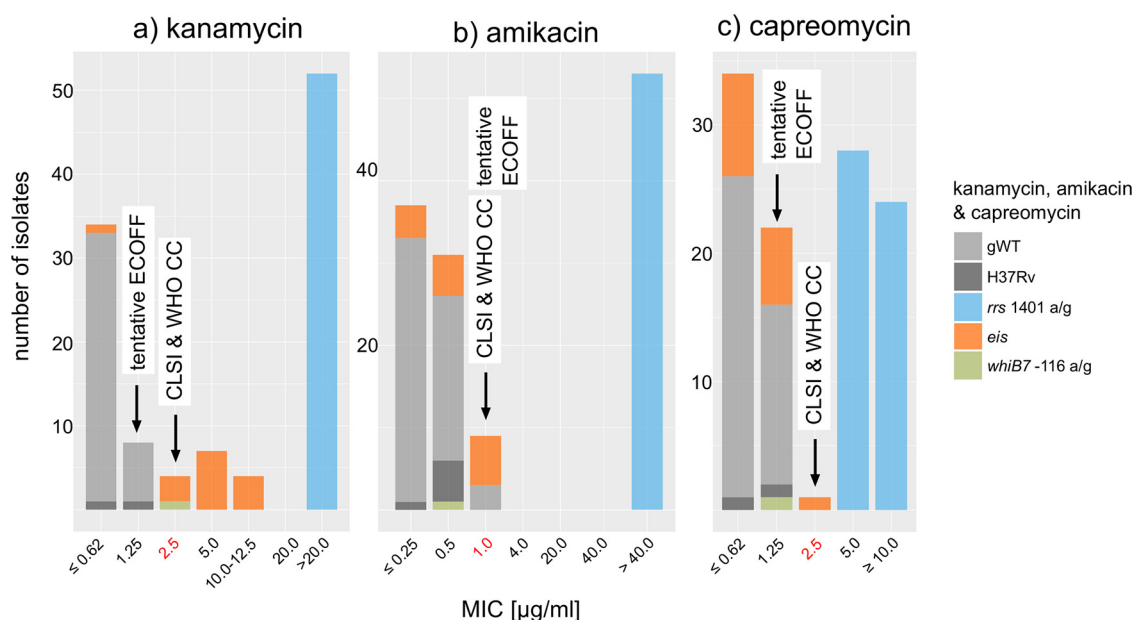 a) kanamycin
b) amikacin
c) capreomycin
number of isolates
50
40
30
20
10
tentative ECOFF
CLSI & WHO CC
≤ 0.62
1.25
2.5
5.0
10.0-12.5
20.0
>20.0
40
20
CLSI & WHO CC
tentative
ECOFF
≤ 0.25
0.5
1.0
4.0
20.0
40.0
> 40.0
30
20
10
tentative
ECOFF
CLSI & WHO CC
≤ 0.62
1.25
2.5
5.0
≥ 10.0
MIC [µg/ml]
kanamycin, amikacin
& capreomycin
gWT
H37Rv
rrs 1401 a/g
eis
whiB7 -116 a/g